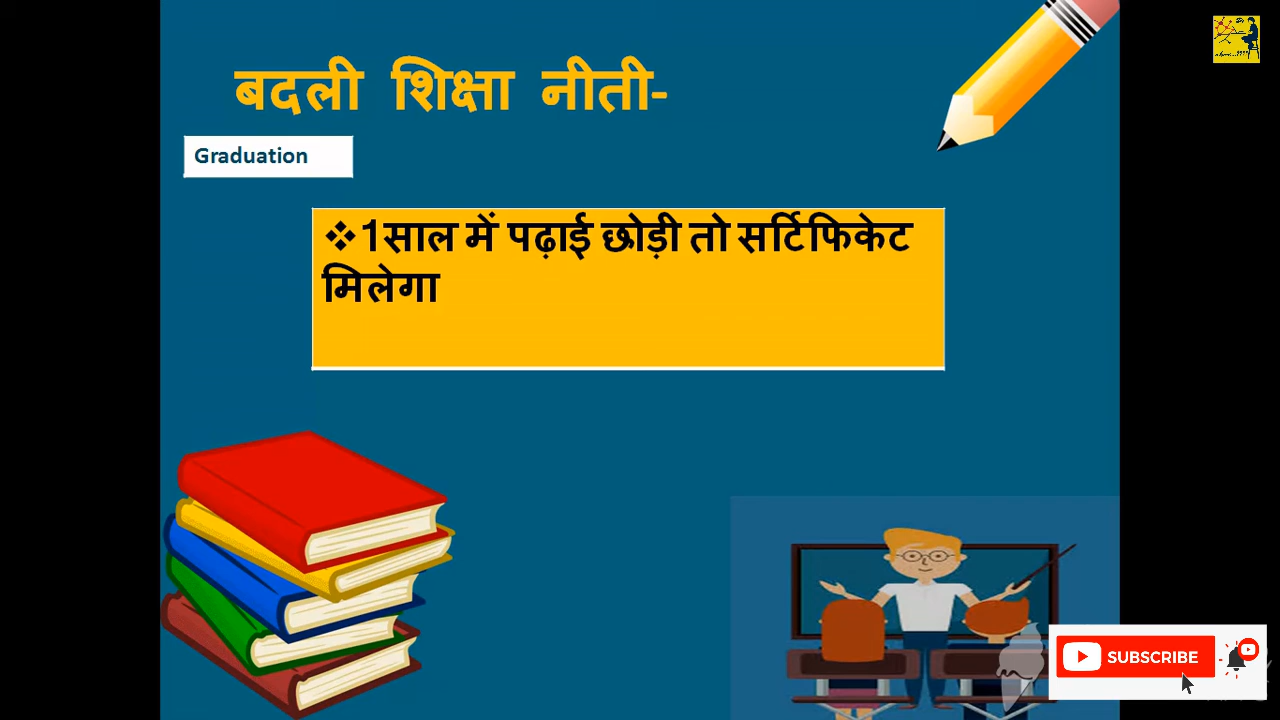 बदली शिक्षा नीती-
Graduation
❖1साल में पढ़ाई छोड़ी तो सर्टिफिकेट
मिलेगा
SUBSCRIBE